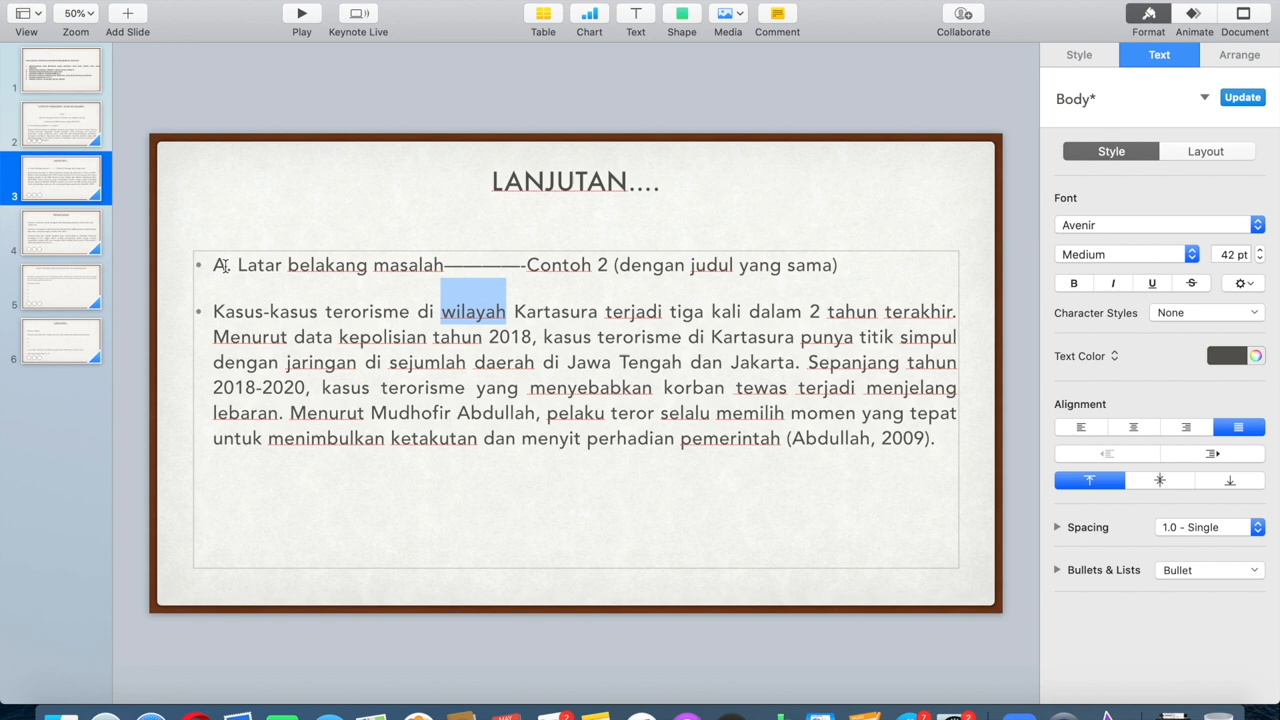 50%
View
Zoom
Add Slide
Play
Keynote Live
Table
Chart
Text
Shape
Media
Comment
Collaborate
Format
Animate
Document
1
2
3
4
5
6
LANJUTAN....
• A. Latar belakang masalah—————-Contoh 2 (dengan judul yang sama)
• Kasus-kasus terorisme di wilayah Kartasura terjadi tiga kali dalam 2 tahun terakhir.
Menurut data kepolisian tahun 2018, kasus terorisme di Kartasura punya titik simpul
dengan jaringan di sejumlah daerah di Jawa Tengah dan Jakarta. Sepanjang tahun
2018-2020, kasus terorisme yang menyebabkan korban tewas terjadi menjelang
lebaran. Menurut Mudhofir Abdullah, pelaku teror selalu memilih momen yang tepat
untuk menimbulkan ketakutan dan menyit perhadian pemerintah (Abdullah, 2009).
Style
Text
Arrange
Body*
Update
Style
Layout
Font
Avenir
Medium
42 pt
B
I
U
S
Character Styles
None
Text Color
Alignment
Spacing
1.0 - Single
Bullets & Lists
Bullet